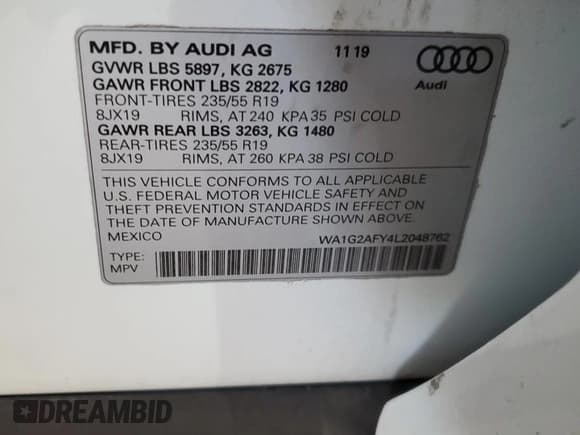 MFD. BY AUDI AG 11 19
GVWR LBS 5897, KG 2675
GAWR FRONT LBS 2822, KG 1280
FRONT-TIRES 235/55 R19
8JX19 RIMS, AT 240 KPA 35 PSI COLD
GAWR REAR LBS 3263, KG 1480
REAR-TIRES 235/55 R19
8JX19 RIMS, AT 260 KPA 38 PSI COLD
Audi
THIS VEHICLE CONFORMS TO ALL APPLICABLE
U.S. FEDERAL MOTOR VEHICLE SAFETY AND
THEFT PREVENTION STANDARDS IN EFFECT ON
THE DATE OF MANUFACTURE SHOWN ABOVE.
MEXICO WA1G2AFY4L2048762
TYPE:
MPV
DREAMBID